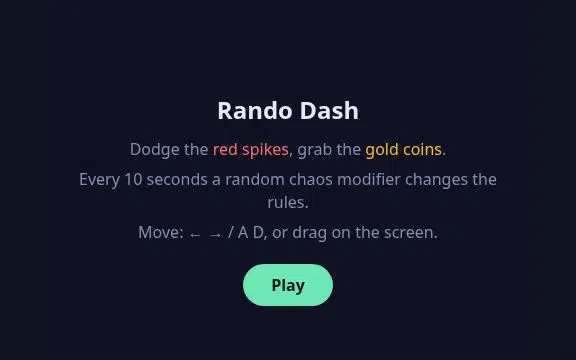 Rando Dash
Dodge the red spikes, grab the gold coins.
Every 10 seconds a random chaos modifier changes the
rules.
Move: ← → / A D, or drag on the screen.
Play